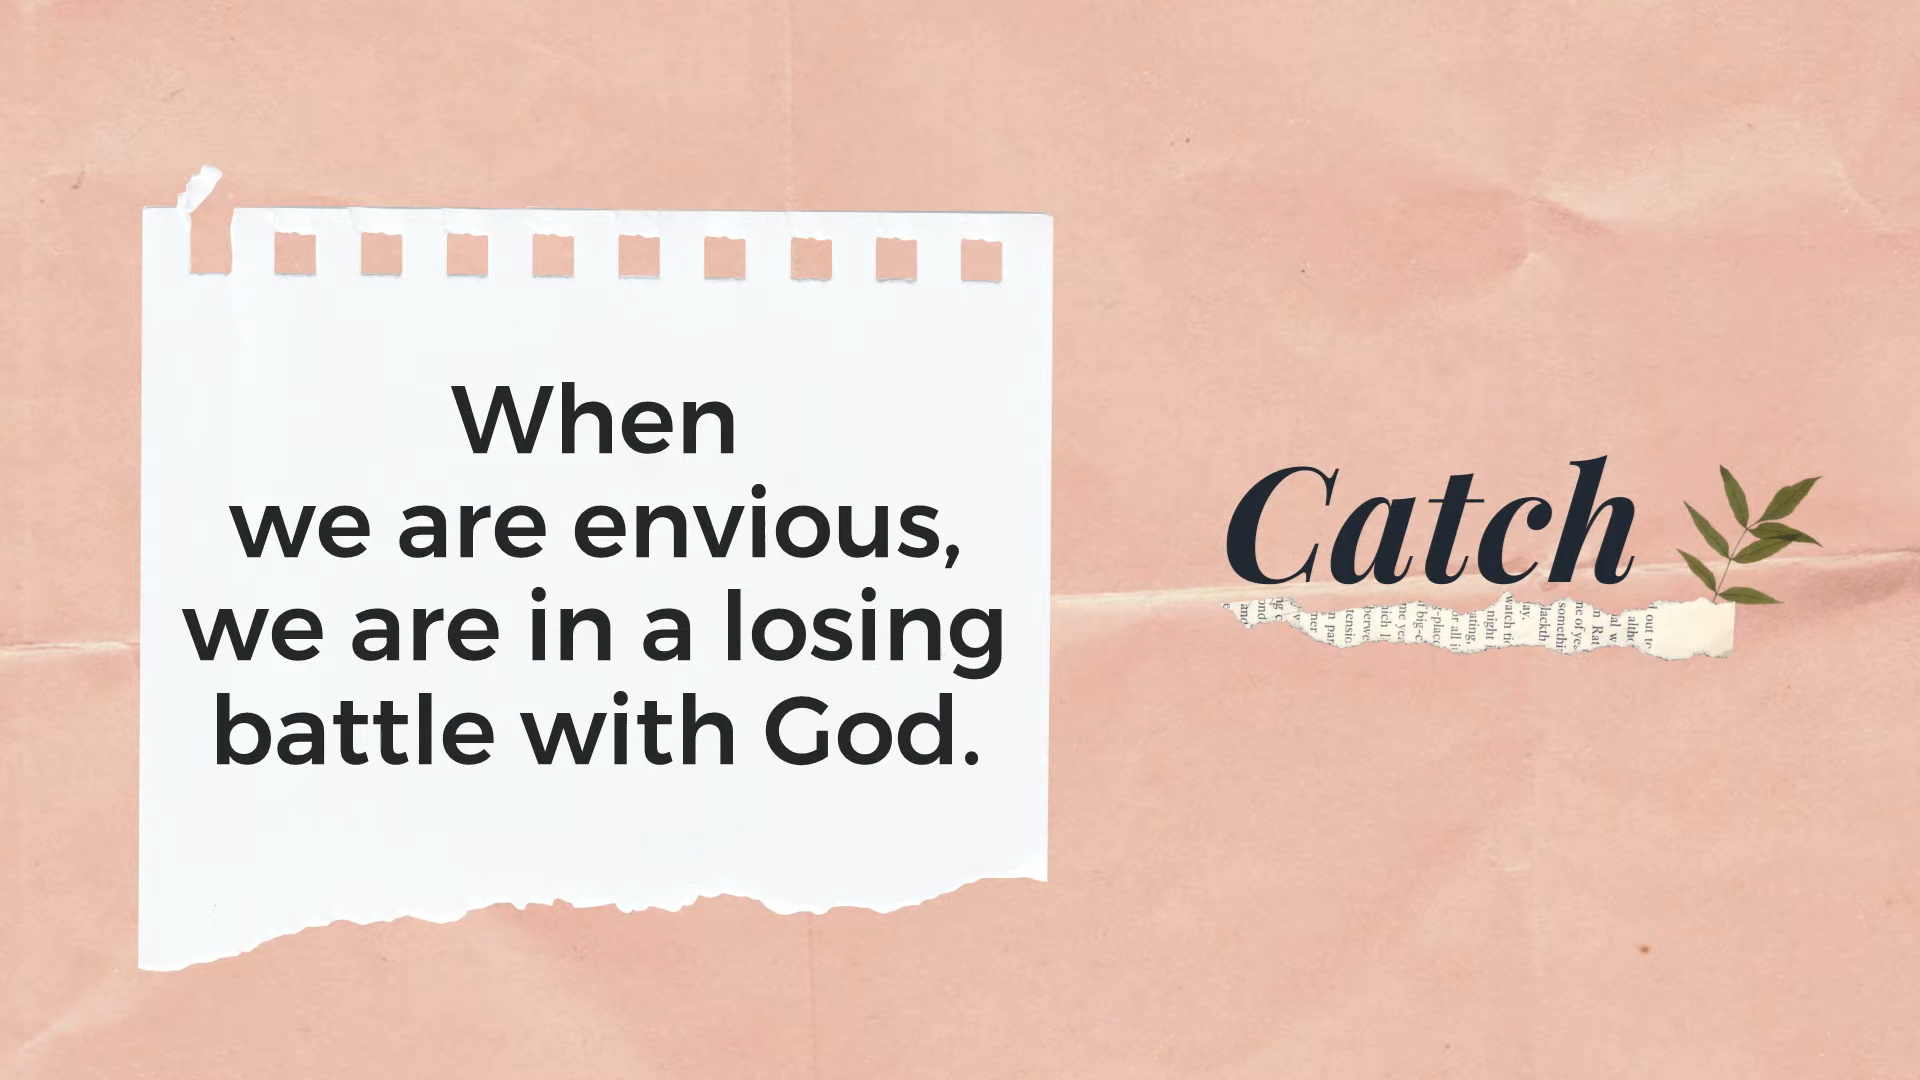 When
we are envious,
we are in a losing
battle with God.
Catch